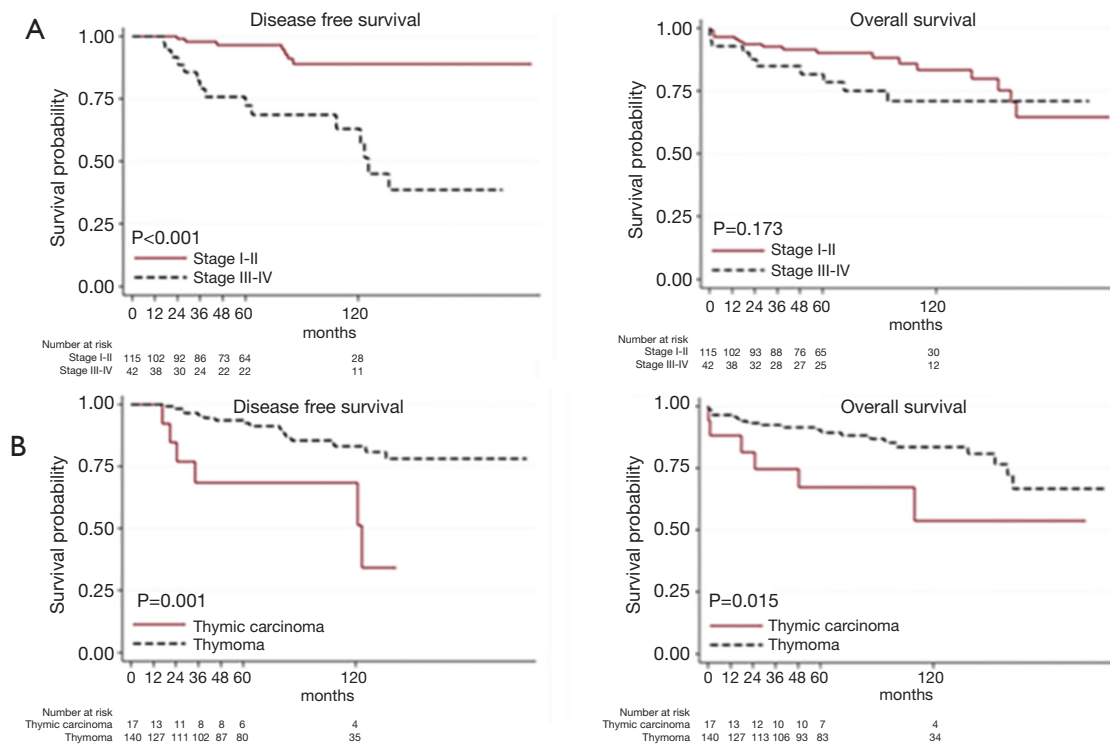 A
Disease free survival
Survival probability
1.00
0.75
0.50
0.25
0.00
P<0.001
Stage I-II
Stage III-IV
0 12 24 36 48 60 120
months
Number at risk
Stage I-II 115 102 92 86 73 64 28
Stage III-IV 42 38 30 24 22 22 11
Overall survival
Survival probability
1.00
0.75
0.50
0.25
0.00
P=0.173
Stage I-II
Stage III-IV
0 12 24 36 48 60 120
months
Number at risk
Stage I-II 115 102 93 88 76 65 30
Stage III-IV 42 38 32 28 27 25 12
B
Disease free survival
Survival probability
1.00
0.75
0.50
0.25
0.00
P=0.001
Thymic carcinoma
Thymoma
0 12 24 36 48 60 120
months
Number at risk
Thymic carcinoma 17 13 11 8 8 6 4
Thymoma 140 127 111 102 87 80 35
Overall survival
Survival probability
1.00
0.75
0.50
0.25
0.00
P=0.015
Thymic carcinoma
Thymoma
0 12 24 36 48 60 120
months
Number at risk
Thymic carcinoma 17 13 12 10 10 7 4
Thymoma 140 127 113 106 93 83 34